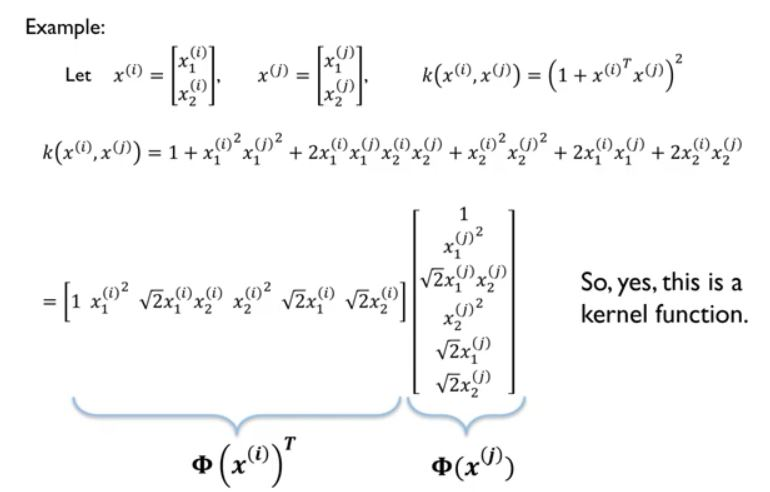 Example:
Let x^{(i)} = [x_1^{(i)} x_2^{(i)}], x^{(j)} = [x_1^{(j)} x_2^{(j)}], k(x^{(i)}, x^{(j)}) = (1 + x^{(i)^T} x^{(j)})^2
k(x^{(i)}, x^{(j)}) = 1 + x_1^{(i)^2} x_1^{(j)^2} + 2x_1^{(i)} x_1^{(j)} x_2^{(i)} x_2^{(j)} + x_2^{(i)^2} x_2^{(j)^2} + 2x_1^{(i)} x_1^{(j)} + 2x_2^{(i)} x_2^{(j)}
= [1 x_1^{(i)^2} √2x_1^{(i)} x_2^{(i)} x_2^{(i)^2} √2x_1^{(i)} √2x_2^{(i)}]
[1
x_1^{(j)^2}
√2x_1^{(j)} x_2^{(j)}
x_2^{(j)^2}
√2x_1^{(j)}
√2x_2^{(j)}]
So, yes, this is a
kernel function.
Φ(x^{(i)})^T Φ(x^{(j)})